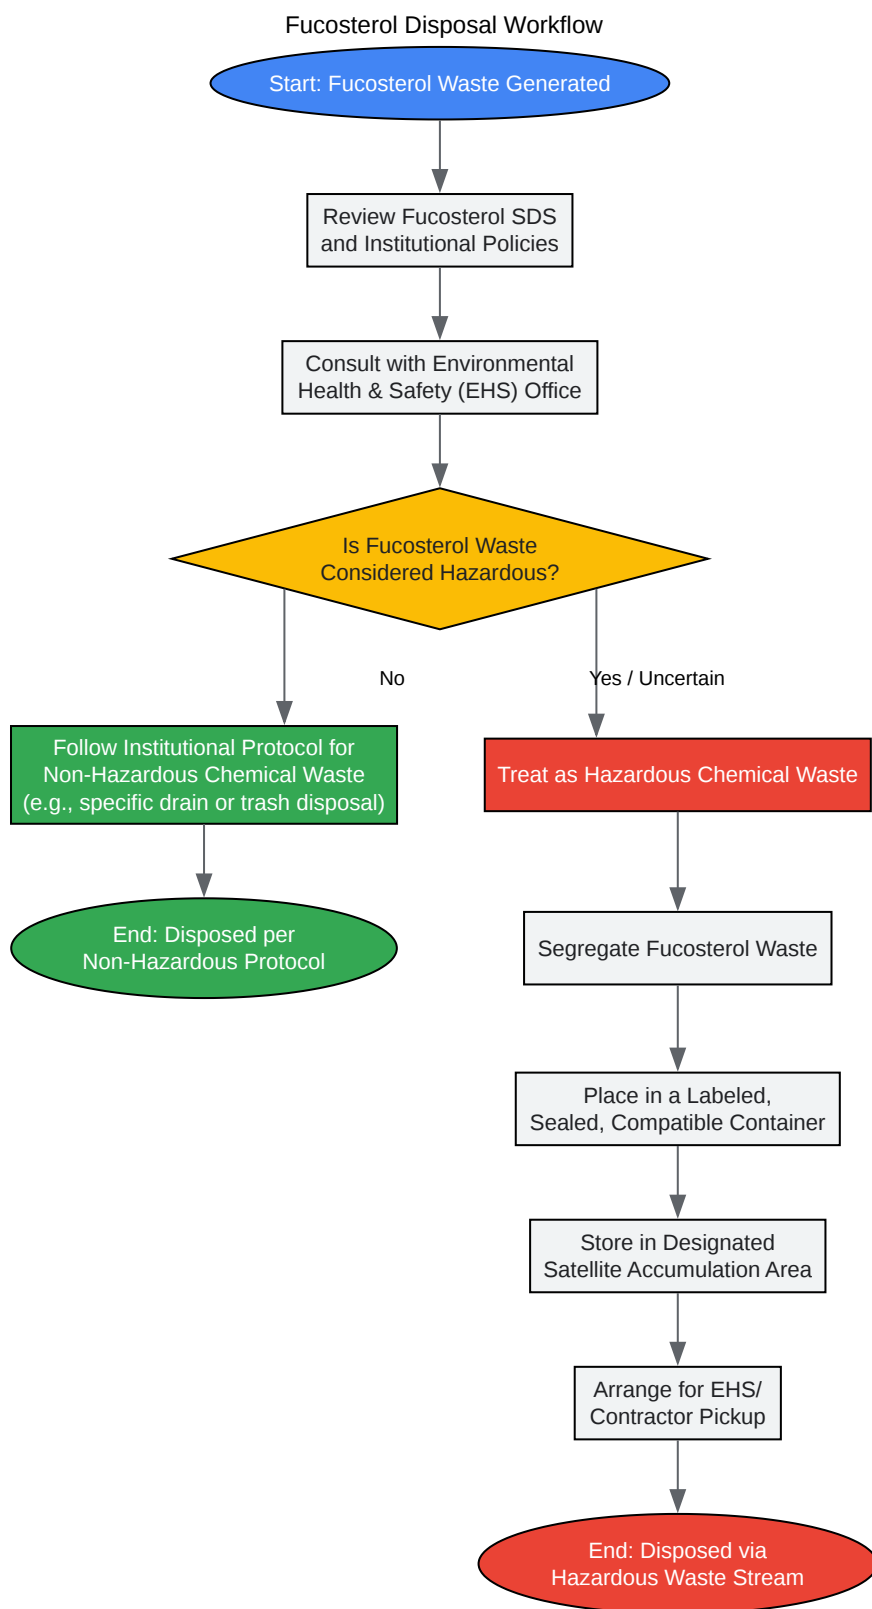 Fucosterol Disposal Workflow
Start: Fucosterol Waste Generated
Review Fucosterol SDS
and Institutional Policies
Consult with Environmental
Health & Safety (EHS) Office
Is Fucosterol Waste
Considered Hazardous?
No
Yes / Uncertain
Follow Institutional Protocol for
Non-Hazardous Chemical Waste
(e.g., specific drain or trash disposal)
Treat as Hazardous Chemical Waste
End: Disposed per
Non-Hazardous Protocol
Segregate Fucosterol Waste
Place in a Labeled,
Sealed, Compatible Container
Store in Designated
Satellite Accumulation Area
Arrange for EHS/
Contractor Pickup
End: Disposed via
Hazardous Waste Stream